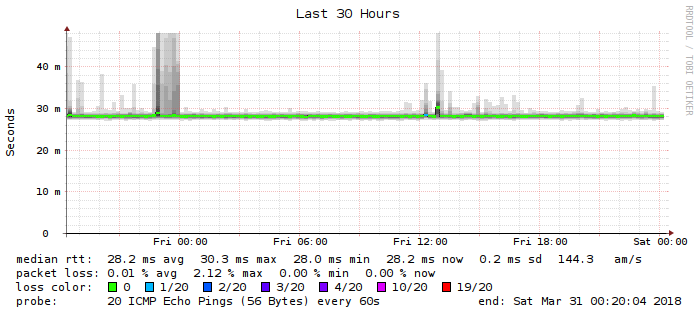 Last 30 Hours
RRDTOOL / TOBI OETIKER
Seconds
40 m
30 m
20 m
10 m
0
Fri 00:00 Fri 06:00 Fri 12:00 Fri 18:00 Sat 00:00
median rtt: 28.2 ms avg 30.3 ms max 28.0 ms min 28.2 ms now 0.2 ms sd 144.3 am/s
packet loss: 0.01 % avg 2.12 % max 0.00 % min 0.00 % now
loss color: 0 1/20 2/20 3/20 4/20 10/20 19/20
probe: 20 ICMP Echo Pings (56 Bytes) every 60s end: Sat Mar 31 00:20:04 2018